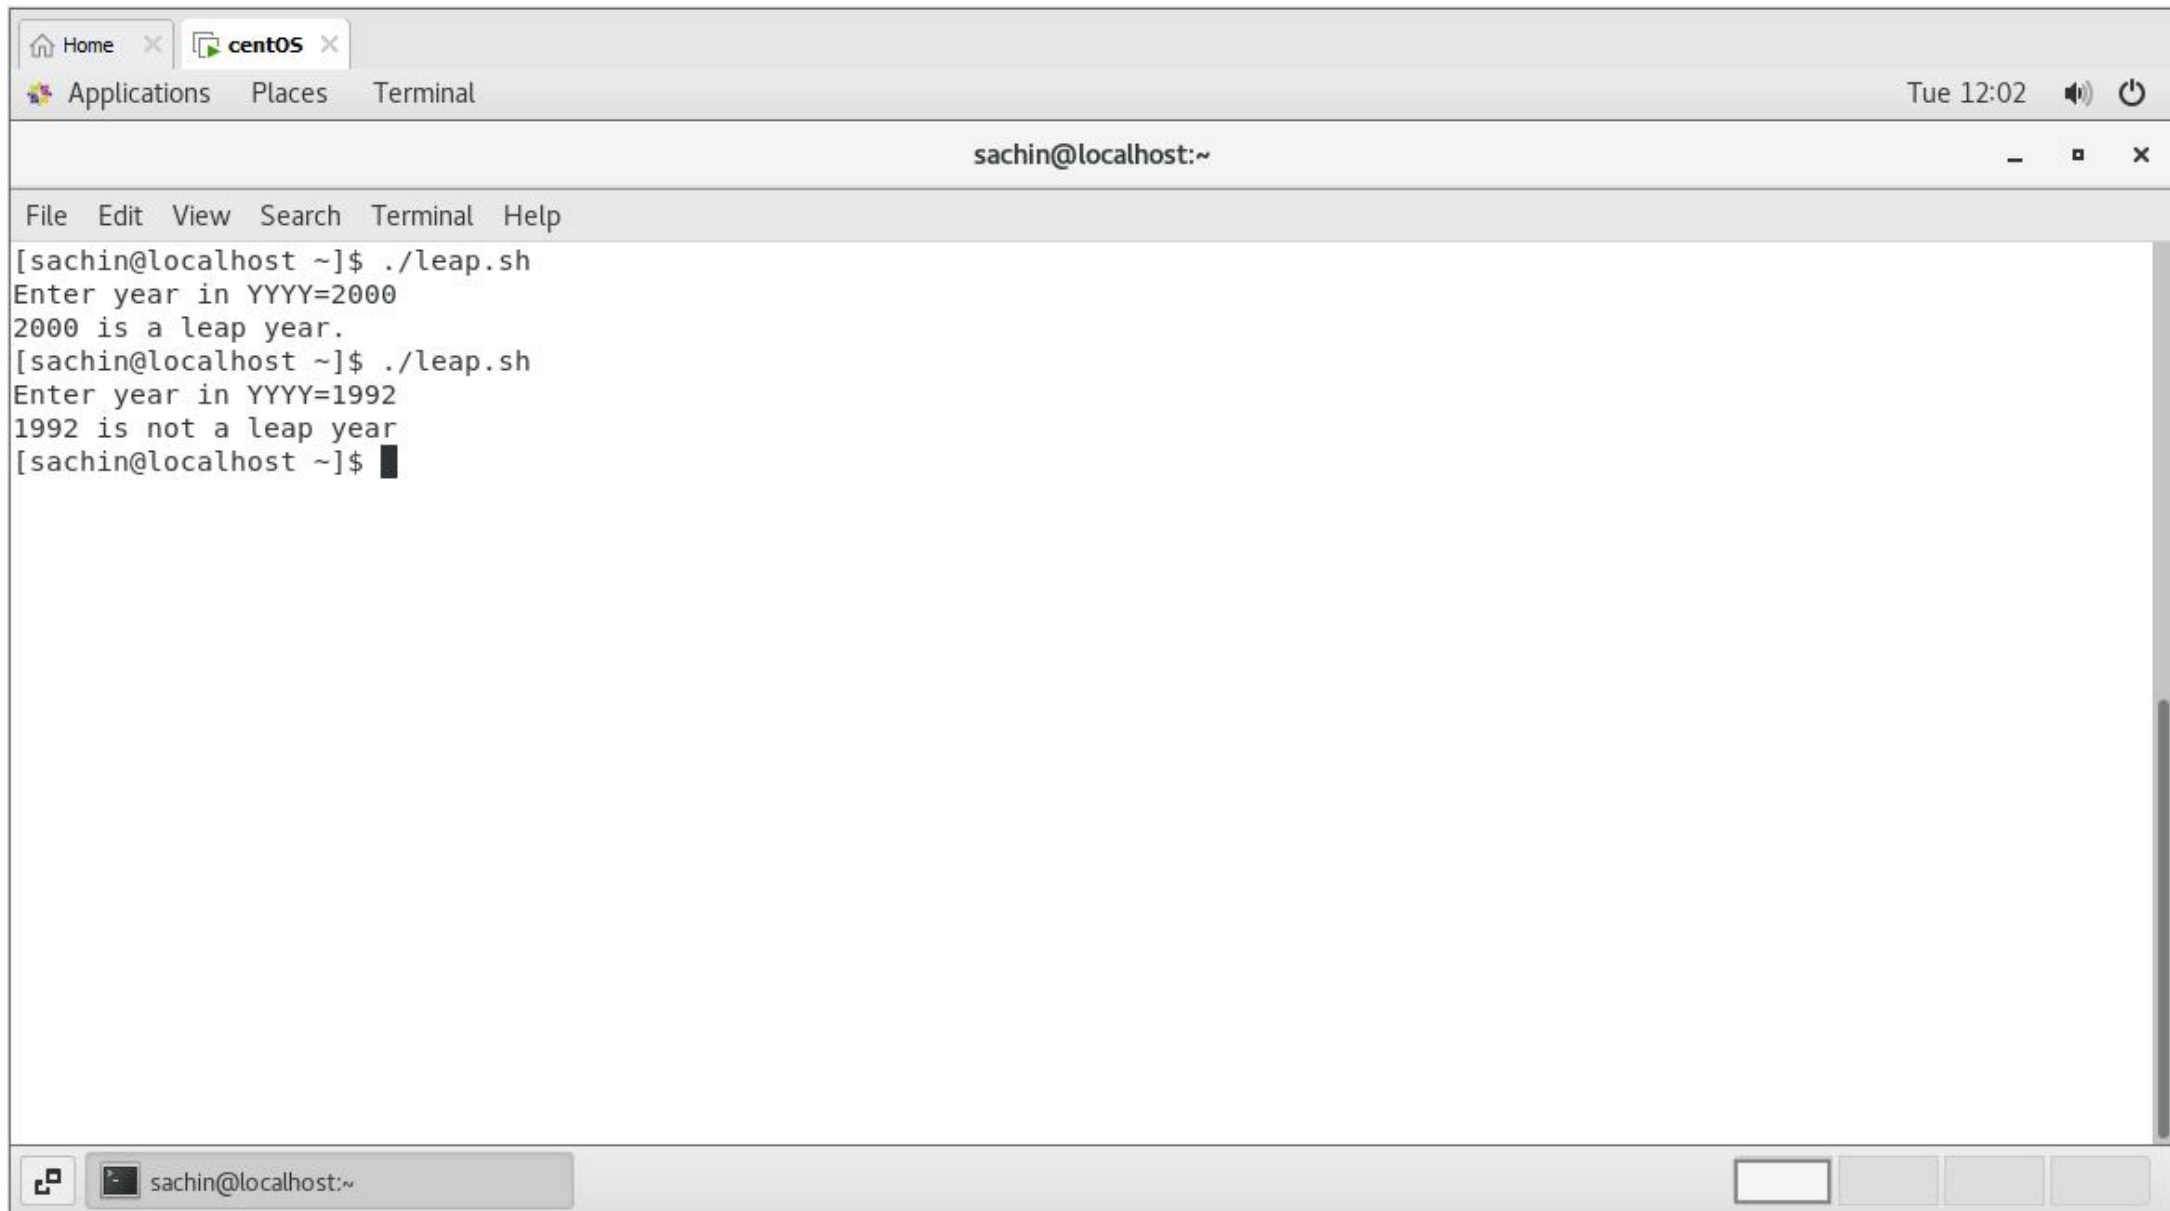 Home centOS
Applications Places Terminal Tue 12:02
sachin@localhost:~
File Edit View Search Terminal Help
[sachin@localhost ~]$ ./leap.sh
Enter year in YYYY=2000
2000 is a leap year.
[sachin@localhost ~]$ ./leap.sh
Enter year in YYYY=1992
1992 is not a leap year
[sachin@localhost ~]$
sachin@localhost:~